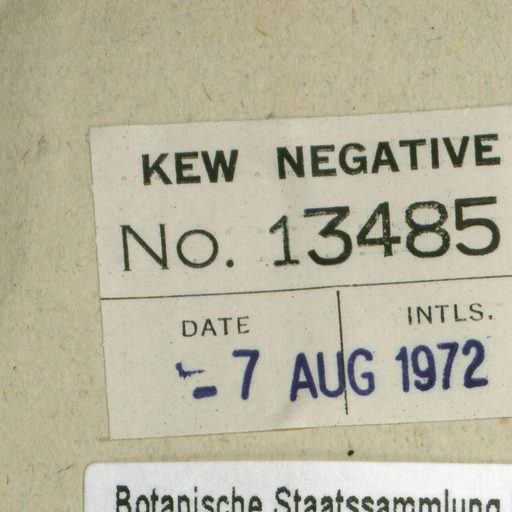 KEW NEGATIVE
No. 13485
DATE INTLS.
- 7 AUG 1972
Botanische Staatssammlung